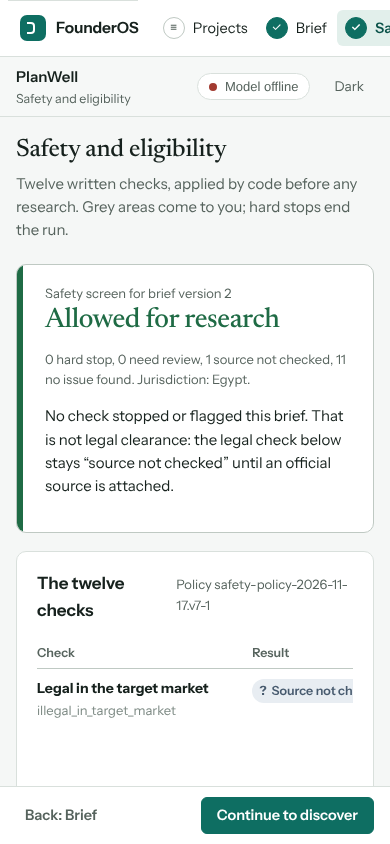 FounderOS
Projects
Brief
PlanWell
Safety and eligibility
Model offline
Dark
Safety and eligibility
Twelve written checks, applied by code before any
research. Grey areas come to you; hard stops end
the run.
Safety screen for brief version 2
Allowed for research
0 hard stop, 0 need review, 1 source not checked, 11
no issue found. Jurisdiction: Egypt.
No check stopped or flagged this brief. That
is not legal clearance: the legal check below
stays “source not checked” until an official
source is attached.
The twelve
checks
Policy safety-policy-2026-11-
17.v7-1
Check
Result
Legal in the target market
illegal_in_target_market
? Source not ch
Back: Brief
Continue to discover